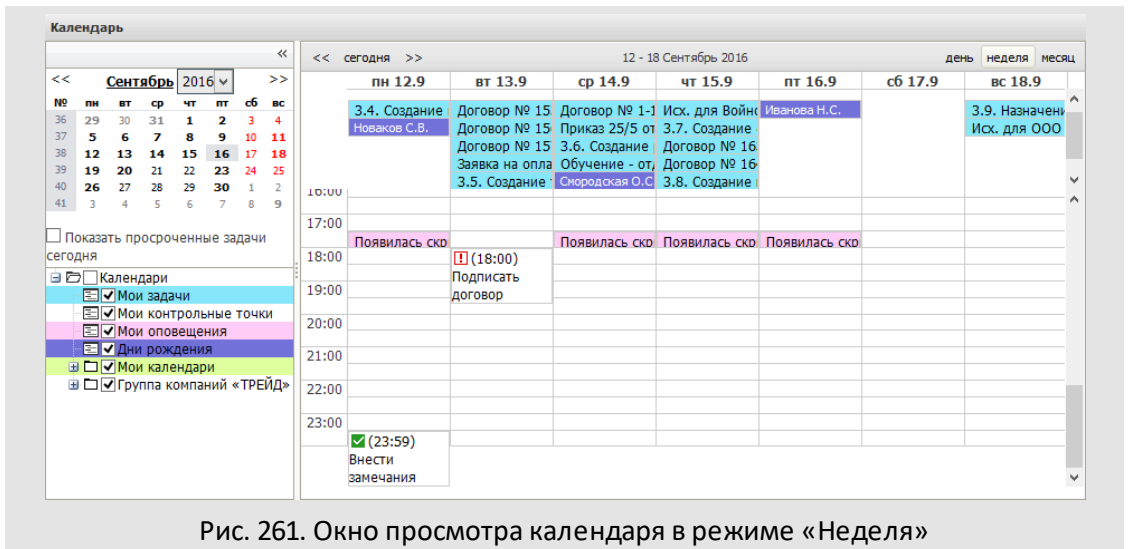 Календарь
«
<< Сентябрь 2016 >>
№ пн вт ср чт пт сб вс
36 29 30 31 1 2 3 4
37 5 6 7 8 9 10 11
38 12 13 14 15 16 17 18
39 19 20 21 22 23 24 25
40 26 27 28 29 30 1 2
41 3 4 5 6 7 8 9
Показать просроченные задачи
сегодня
Календари
Мои задачи
Мои контрольные точки
Мои оповещения
Дни рождения
Мои календари
Группа компаний «ТРЕЙД»
<< сегодня >> 12 - 18 Сентябрь 2016 день неделя месяц
пн 12.9 вт 13.9 ср 14.9 чт 15.9 пт 16.9 сб 17.9 вс 18.9
3.4. Создание Договор № 15 Договор № 1-1 Исх. для Войно Иванова Н.С. 3.9. Назначени
Новаков С.В. Договор № 15 Приказ 25/5 от 3.7. Создание Исх. для ООО
Договор № 15 3.6. Создание Договор № 16
Заявка на опла Обучение - от Договор № 16
3.5. Создание Смородская О.С 3.8. Создание
16:00
17:00
Появилась скр Появилась скр Появилась скр Появилась скр
18:00 (18:00)
Подписать
19:00 договор
20:00
21:00
22:00
23:00
(23:59)
Внести
замечания
Рис. 261. Окно просмотра календаря в режиме «Неделя»